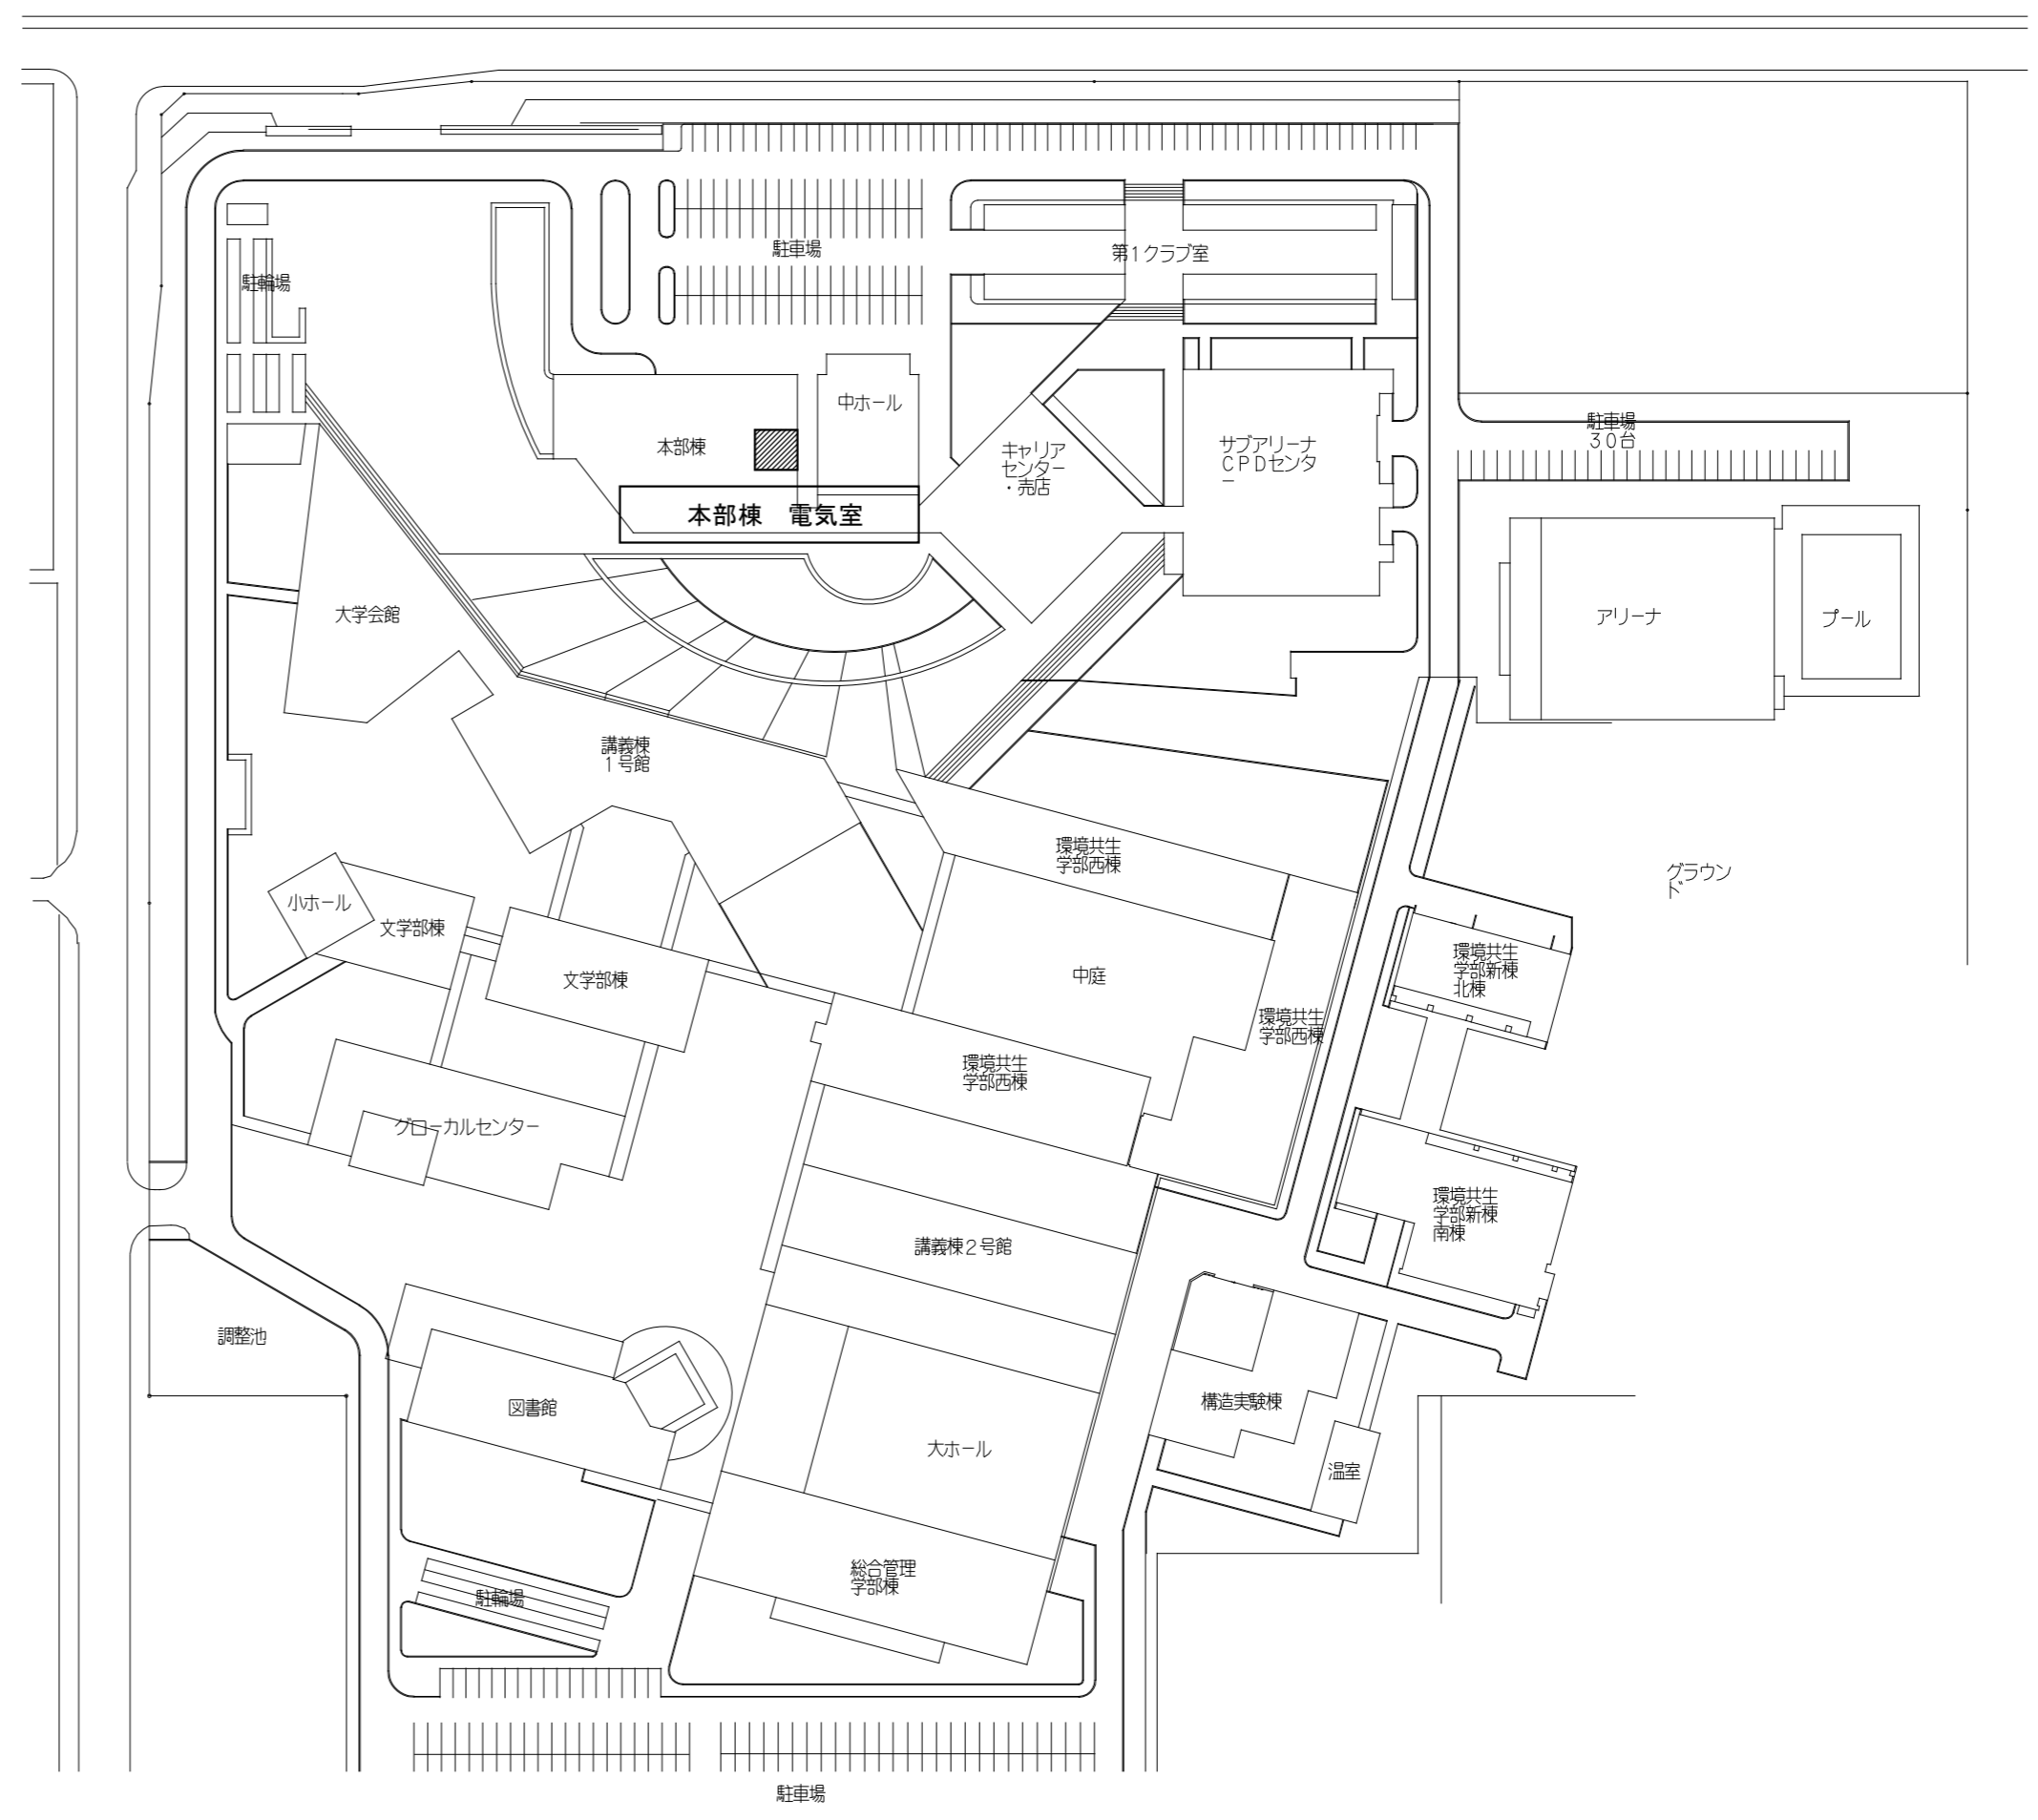 駐車場
第1クラブ室
駐輪場
中ホール
本部棟
キャリア
センター
・売店
サブアリーナ
CPDセンタ
ー
駐車場
30台
本部棟　電気室
大学会館
アリーナ
プール
講義棟
1号館
環境共生
学部西棟
グラウン
ド
小ホール
文学部棟
文学部棟
中庭
環境共生
学部新棟
北棟
環境共生
学部西棟
環境共生
学部西棟
グローカルセンター
環境共生
学部新棟
南棟
講義棟2号館
調整池
図書館
構造実験棟
大ホール
温室
総合管理
学部棟
駐輪場
駐車場